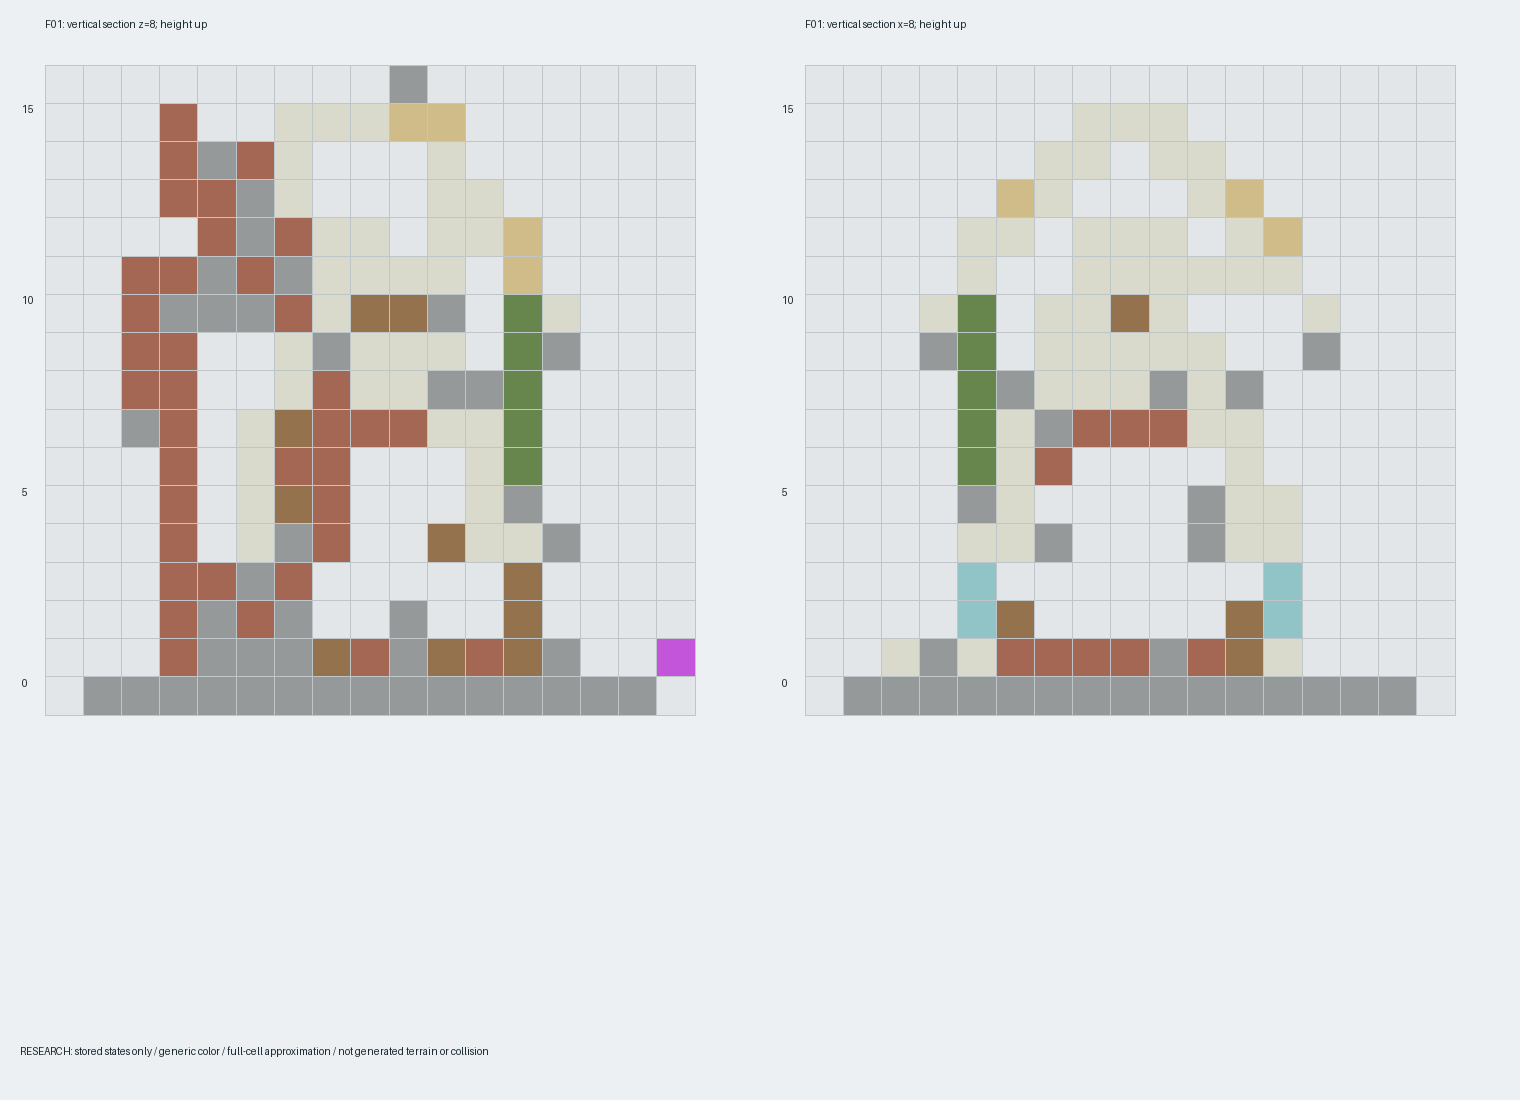 F01: vertical section z=8; height up
F01: vertical section x=8; height up
15
15
10
10
5
5
0
0
RESEARCH: stored states only / generic color / full-cell approximation / not generated terrain or collision